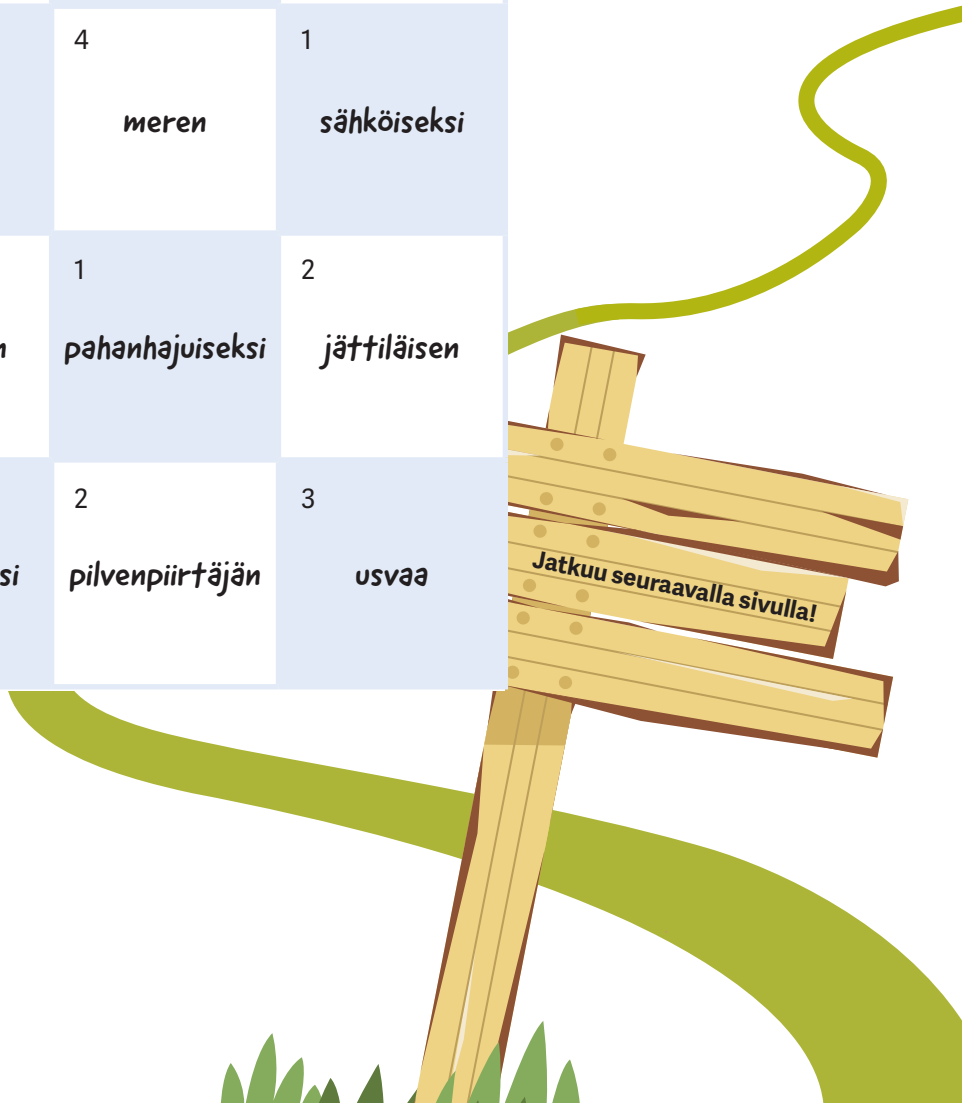 4 1
meren sähköiseksi
1 2
pahanhajuiseksi jättiläisen
2 3
pilvenpiirtäjän usvaa
Jatkuu seuraavalla sivulla!